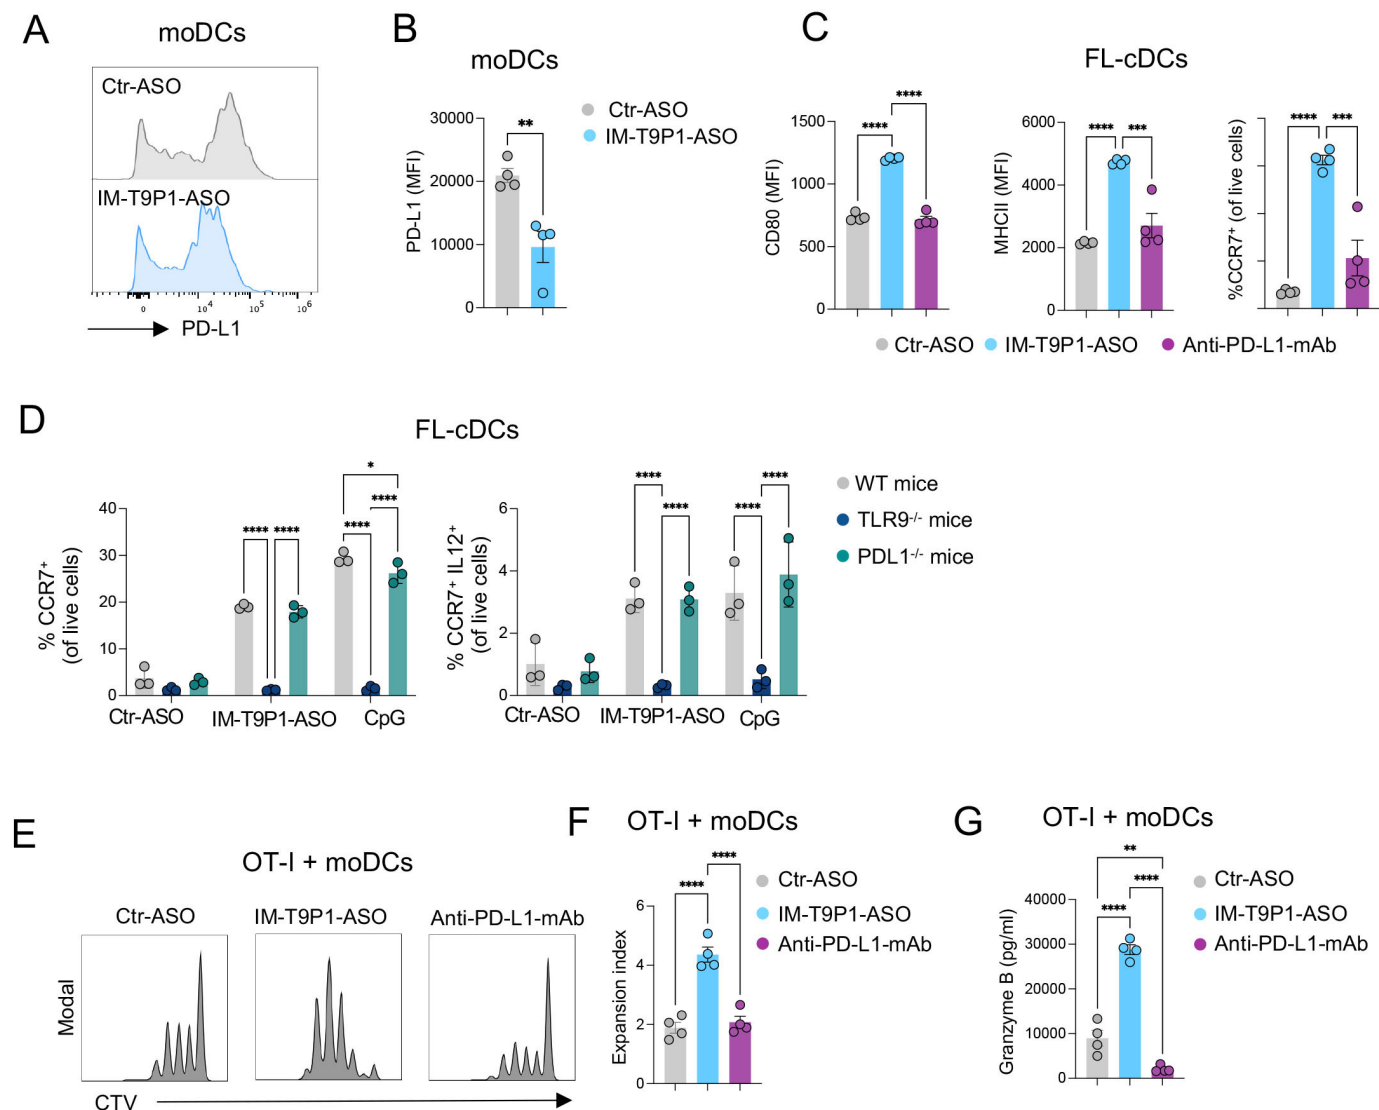 A
moDCs
Ctr-ASO
IM-T9P1-ASO
0
10⁴
10⁵
10⁶
PD-L1
B
moDCs
Ctr-ASO
IM-T9P1-ASO
PD-L1 (MFI)
30000
20000
10000
0
**
C
FL-cDCs
CD80 (MFI)
1500
1000
500
0
****
****
MHCII (MFI)
6000
4000
2000
0
****
***
%CCR7⁺ (of live cells)
****
***
Ctr-ASO
IM-T9P1-ASO
Anti-PD-L1-mAb
D
FL-cDCs
% CCR7⁺
(of live cells)
40
30
20
10
0
****
****
*
****
****
Ctr-ASO
IM-T9P1-ASO
CpG
% CCR7⁺ IL12⁺
(of live cells)
6
4
2
0
****
****
****
****
Ctr-ASO
IM-T9P1-ASO
CpG
WT mice
TLR9⁻/⁻ mice
PDL1⁻/⁻ mice
E
OT-I + moDCs
Ctr-ASO
IM-T9P1-ASO
Anti-PD-L1-mAb
Modal
CTV
F
OT-I + moDCs
Expansion index
6
4
2
0
****
****
Ctr-ASO
IM-T9P1-ASO
Anti-PD-L1-mAb
G
OT-I + moDCs
Granzyme B (pg/ml)
40000
30000
20000
10000
0
**
****
****
Ctr-ASO
IM-T9P1-ASO
Anti-PD-L1-mAb